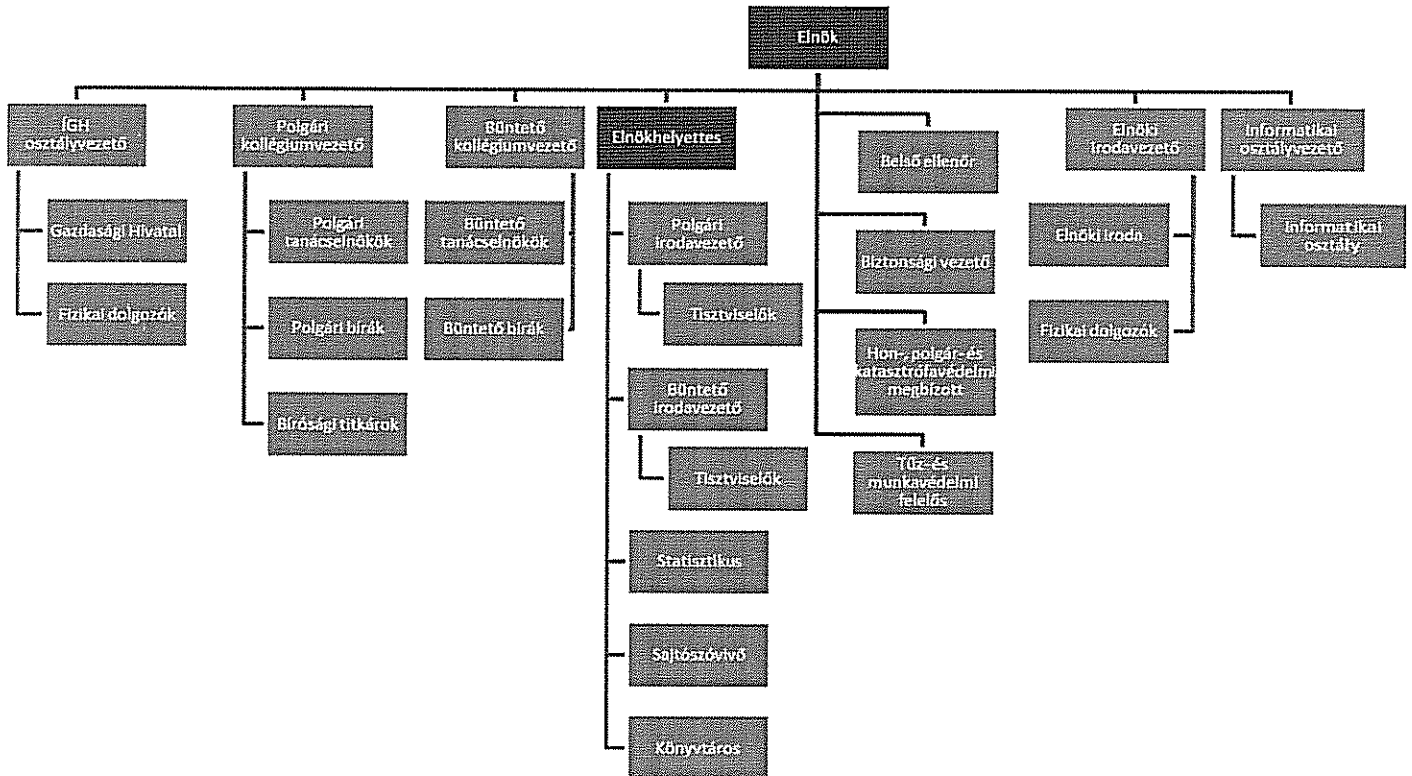 Elnök
ÍGH
osztályvezető
Gazdasági Hivatal
Fizikai dolgozók
Polgári
kollégiumvezető
Polgári
tanácselnökök
Polgári bírák
Bírósági titkárok
Büntető
kollégiumvezető
Büntető
tanácselnökök
Büntető bírák
Elnökhelyettes
Polgári
irodavezető
Tisztviselők
Büntető
irodavezető
Tisztviselők
Statisztikus
Sajtószóvivő
Könyvtáros
Belső ellenőr
Biztonsági vezető
Hon-, polgár- és
katasztrófavédelmi
megbízott
Tűz- és
munkavédelmi
felelős
Elnöki
irodavezető
Elnöki iroda
Fizikai dolgozók
Informatikai
osztályvezető
Informatikai
osztály